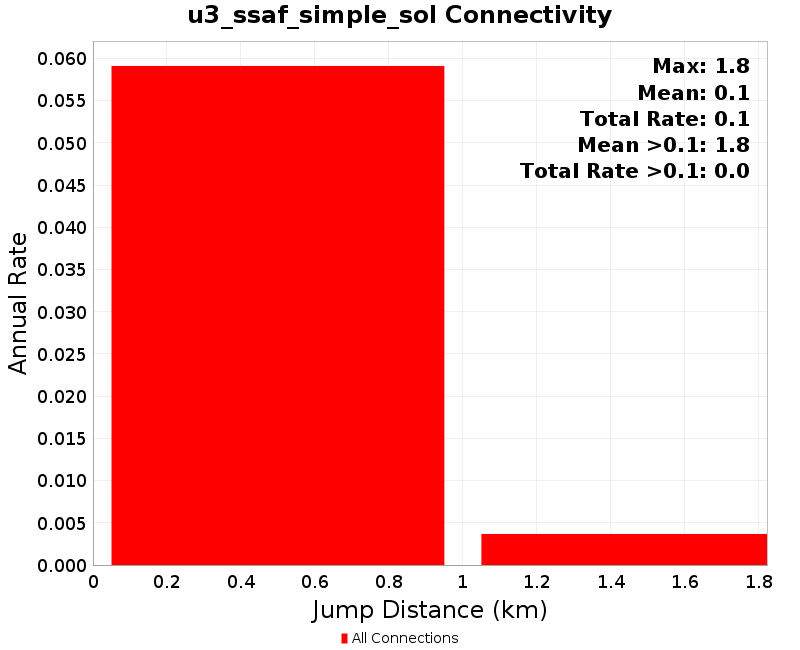 u3_ssaf_simple_sol Connectivity
Max: 1.8
Mean: 0.1
Total Rate: 0.1
Mean >0.1: 1.8
Total Rate >0.1: 0.0
Annual Rate
0.060
0.055
0.050
0.045
0.040
0.035
0.030
0.025
0.020
0.015
0.010
0.005
0.000
0 0.2 0.4 0.6 0.8 1 1.2 1.4 1.6 1.8
Jump Distance (km)
All Connections